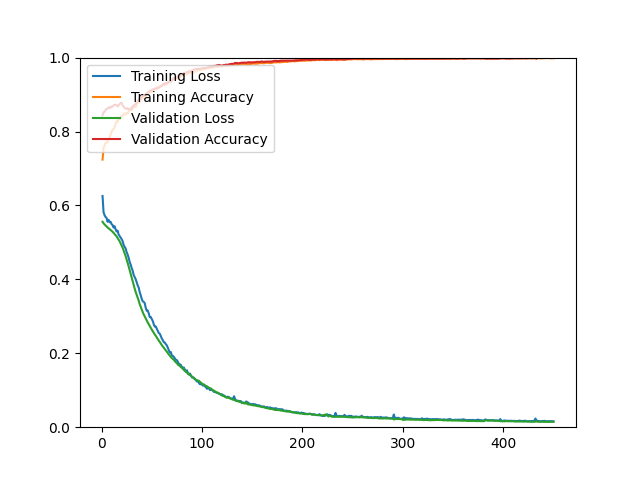 1.0
0.8
0.6
0.4
0.2
0.0
Training Loss
Training Accuracy
Validation Loss
Validation Accuracy
0 100 200 300 400